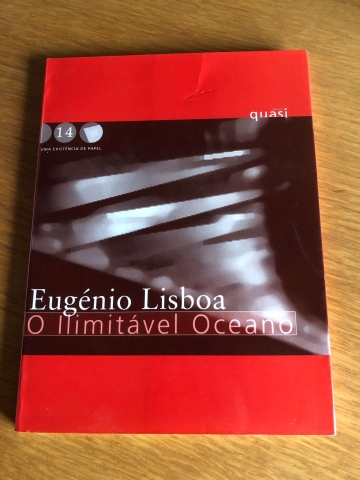 quasi
14
UMA EXISTÊNCIA DE PAPEL
Eugénio Lisboa
O Ilimitável Oceano